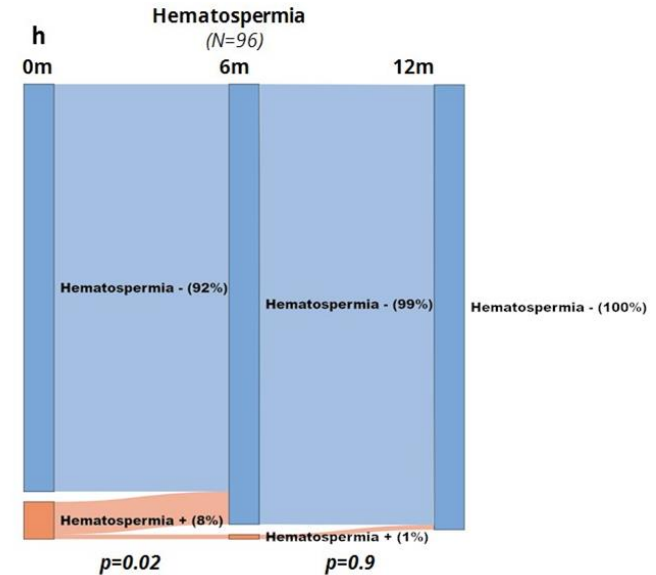 Hematospermia
h
(N=96)
0m 6m 12m
Hematospermia - (92%)
Hematospermia - (99%)
Hematospermia - (100%)
Hematospermia + (8%)
Hematospermia + (1%)
p=0.02 p=0.9